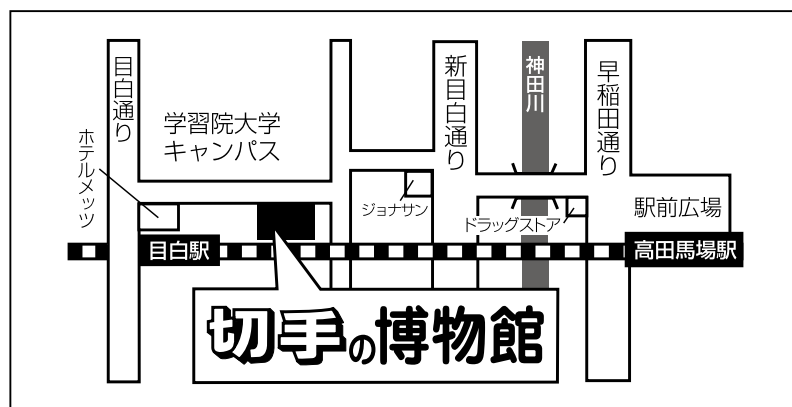 目白通り
ホテルメッツ
学習院大学
キャンパス
ジョナサン
新目白通り
神田川
早稲田通り
ドラッグストア
駅前広場
目白駅
高田馬場駅
切手の博物館